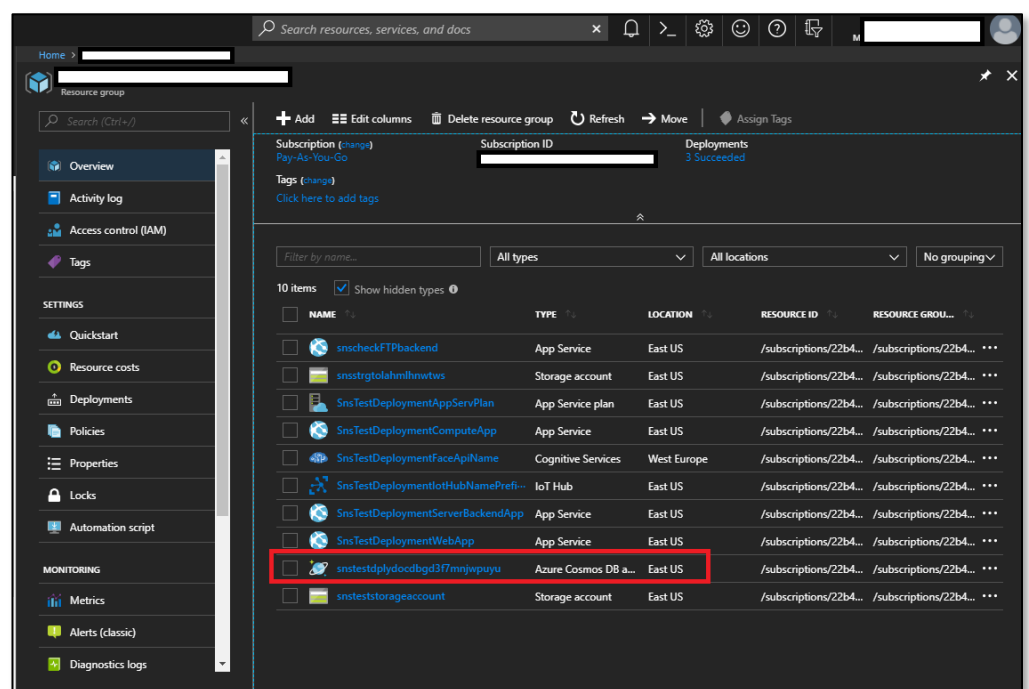 Search resources, services, and docs
M
Home >
Resource group
Search (Ctrl+/)
Overview
Activity log
Access control (IAM)
Tags
SETTINGS
Quickstart
Resource costs
Deployments
Policies
Properties
Locks
Automation script
MONITORING
Metrics
Alerts (classic)
Diagnostics logs
Add Edit columns Delete resource group Refresh Move Assign Tags
Subscription (change) Subscription ID Deployments
Pay-As-You-Go 3 Succeeded
Tags (change)
Click here to add tags
Filter by name... All types All locations No grouping
10 items Show hidden types
NAME TYPE LOCATION RESOURCE ID RESOURCE GROU...
snscheckFTPbackend App Service East US /subscriptions/22b4... /subscriptions/22b4... •••
snsstrgtolahmlhnwtws Storage account East US /subscriptions/22b4... /subscriptions/22b4... •••
SnsTestDeploymentAppServPlan App Service plan East US /subscriptions/22b4... /subscriptions/22b4... •••
SnsTestDeploymentComputeApp App Service East US /subscriptions/22b4... /subscriptions/22b4... •••
SnsTestDeploymentFaceApiName Cognitive Services West Europe /subscriptions/22b4... /subscriptions/22b4... •••
SnsTestDeploymentIotHubNamePrefi··· IoT Hub East US /subscriptions/22b4... /subscriptions/22b4... •••
SnsTestDeploymentServerBackendApp App Service East US /subscriptions/22b4... /subscriptions/22b4... •••
SnsTestDeploymentWebApp App Service East US /subscriptions/22b4... /subscriptions/22b4... •••
snstestdplydocdbgd3f7mnjwpuyu Azure Cosmos DB a... East US /subscriptions/22b4... /subscriptions/22b4... •••
snsteststorageaccount Storage account East US /subscriptions/22b4... /subscriptions/22b4... •••